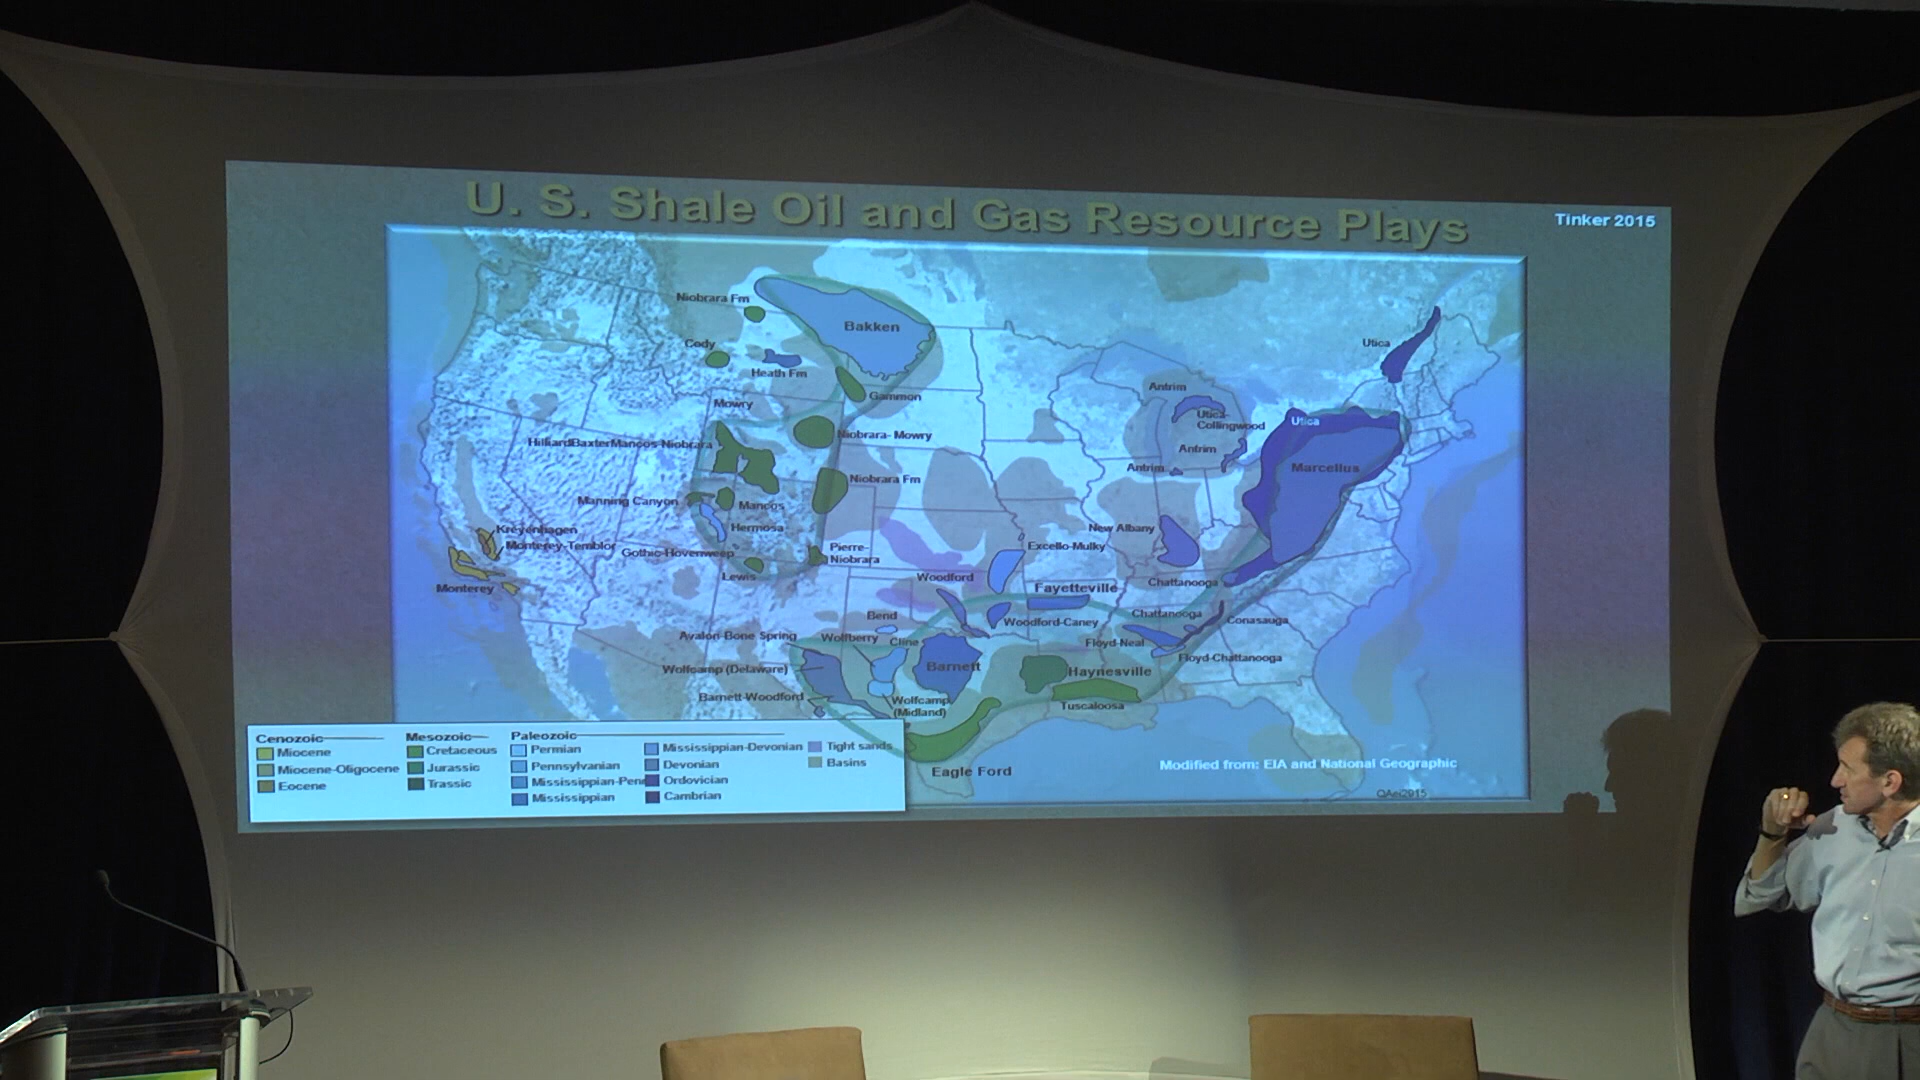 U. S. Shale Oil and Gas Resource Plays
Tinker 2015
Niobrara Fm
Bakken
Cody
Heath Fm
Gammon
Mowry
Niobrara- Mowry
HilliardBaxterMancos-Niobrara
Niobrara Fm
Manning Canyon
Mancos
Hermosa
Kreyenhagen
Monterey-Temblor
Gothic-Hovenweep
Pierre-
Niobrara
Lewis
Monterey
Utica
Antrim
Utica-
Collingwood
Antrim
Antrim
Utica
Marcellus
New Albany
Excello-Mulky
Woodford
Chattanooga
Fayetteville
Bend
Woodford-Caney
Chattanooga
Conasauga
Avalon-Bone Spring
Wolfberry
Cline
Floyd-Neal
Floyd-Chattanooga
Wolfcamp (Delaware)
Barnett
Haynesville
Barnett-Woodford
Wolfcamp
(Midland)
Tuscaloosa
Eagle Ford
Modified from: EIA and National Geographic
QAei2915
Cenozoic
Miocene
Miocene-Oligocene
Eocene
Mesozoic
Cretaceous
Jurassic
Trassic
Paleozoic
Permian
Pennsylvanian
Mississippian-Penn
Mississippian
Mississippian-Devonian
Devonian
Ordovician
Cambrian
Tight sands
Basins